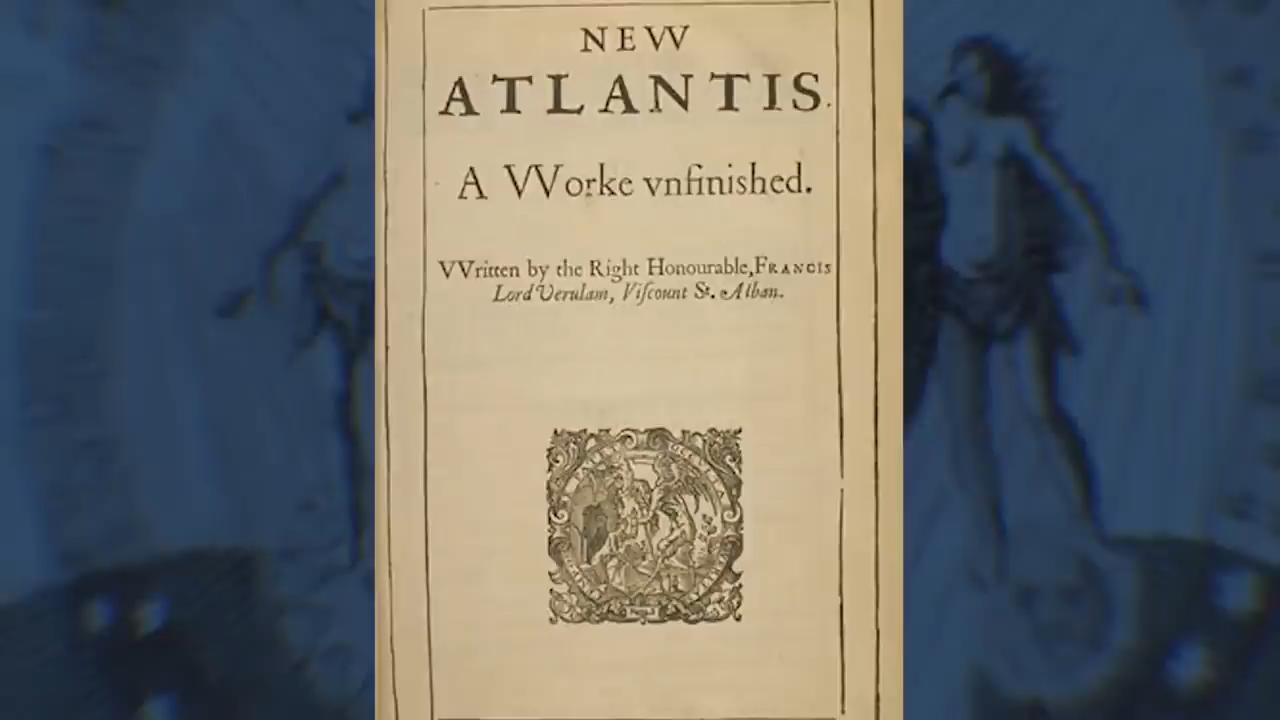 NEVV
ATLANTIS.
A VVorke vnfinished.
VVritten by the Right Honourable, FRANCIS
Lord Verulam, Viſcount St. Alban.